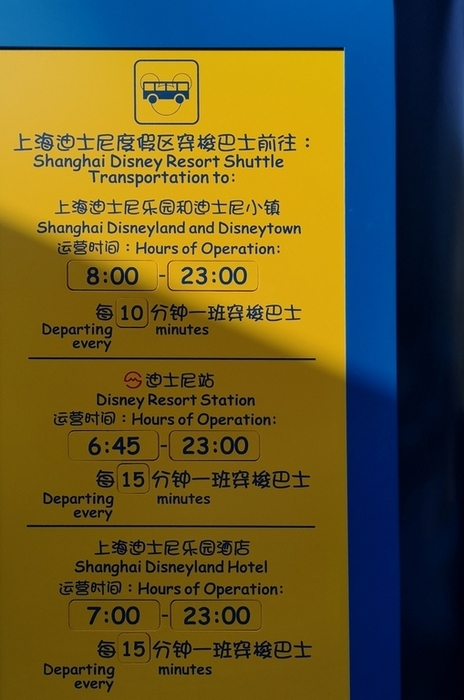 上海迪士尼度假区穿梭巴士前往：
Shanghai Disney Resort Shuttle
Transportation to:
上海迪士尼乐园和迪士尼小镇
Shanghai Disneyland and Disneytown
运营时间：Hours of Operation:
8:00 - 23:00
每 10 分钟一班穿梭巴士
Departing minutes
every
迪士尼站
Disney Resort Station
运营时间：Hours of Operation:
6:45 - 23:00
每 15 分钟一班穿梭巴士
Departing minutes
every
上海迪士尼乐园酒店
Shanghai Disneyland Hotel
运营时间：Hours of Operation:
7:00 - 23:00
每 15 分钟一班穿梭巴士
Departing minutes
every